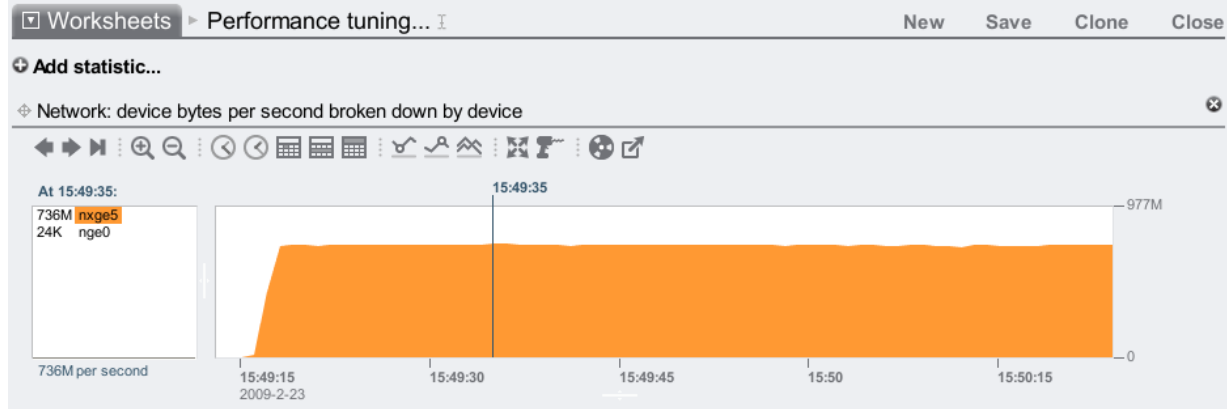 Worksheets Performance tuning... New Save Clone Close
Add statistic...
Network: device bytes per second broken down by device
At 15:49:35: 15:49:35
736M nxge5 977M
24K nge0
0
736M per second
15:49:15 15:49:30 15:49:45 15:50 15:50:15
2009-2-23